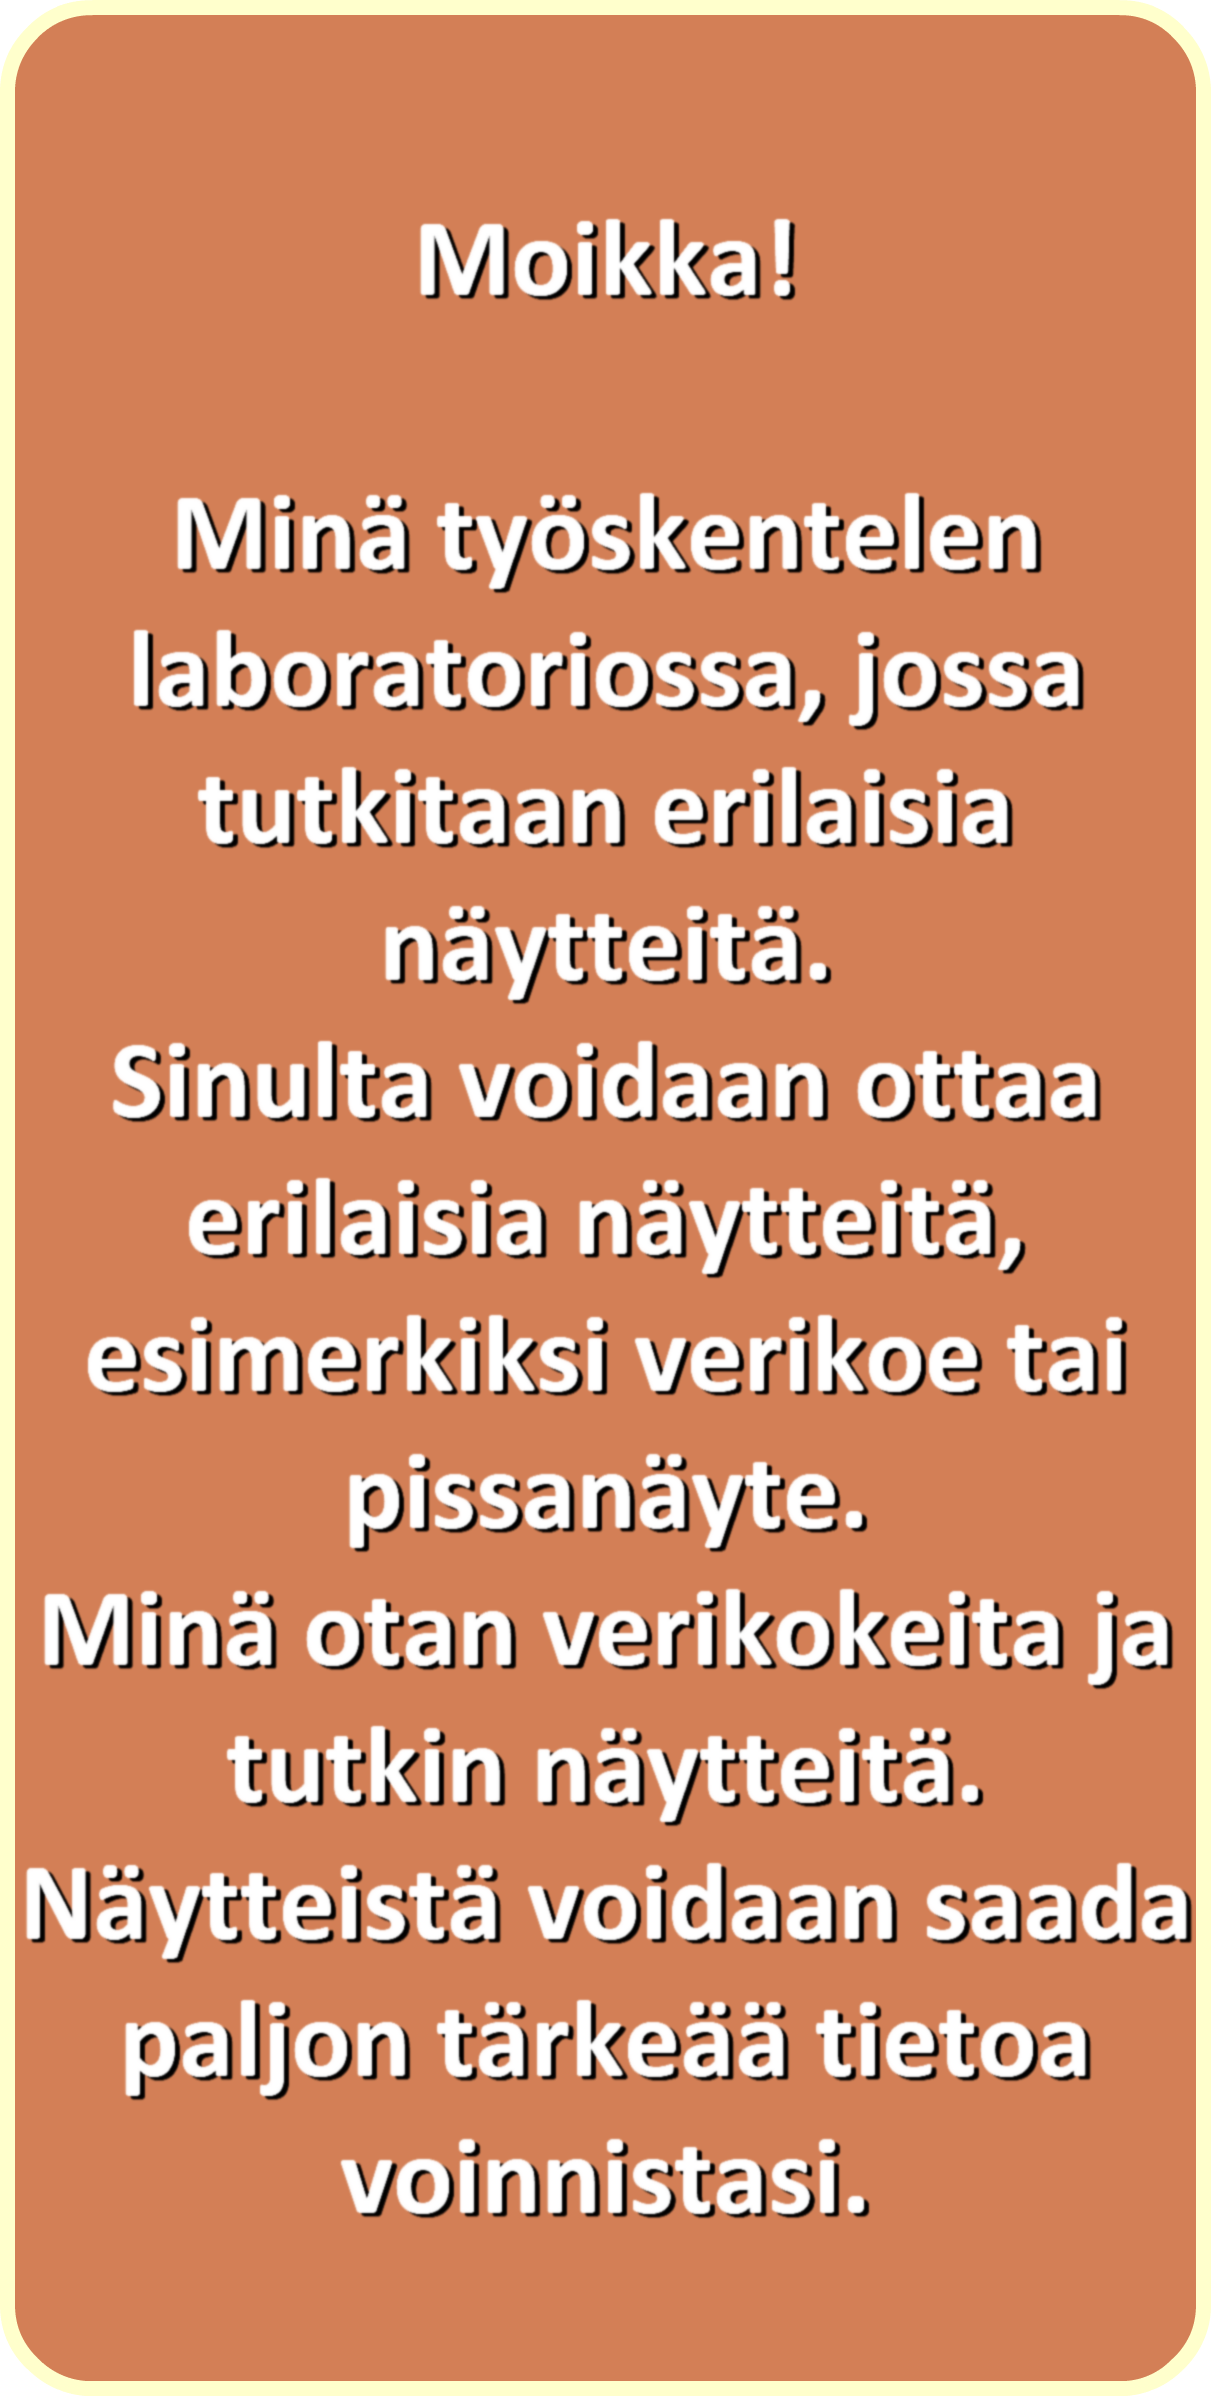 Moikka!
Minä työskentelen
laboratoriossa, jossa
tutkitaan erilaisia
näytteitä.
Sinulta voidaan ottaa
erilaisia näytteitä,
esimerkiksi verikoe tai
pissanäyte.
Minä otan verikokeita ja
tutkin näytteitä.
Näytteistä voidaan saada
paljon tärkeää tietoa
voinnistasi.